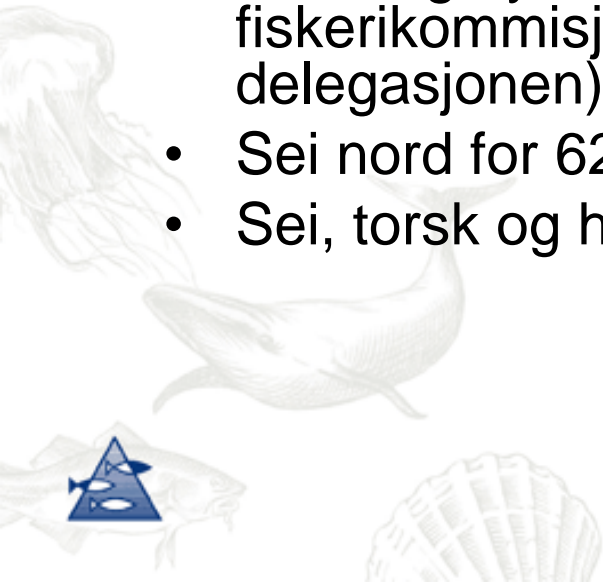 fiskerikommisj
delegasjonen)
• Sei nord for 62
• Sei, torsk og h